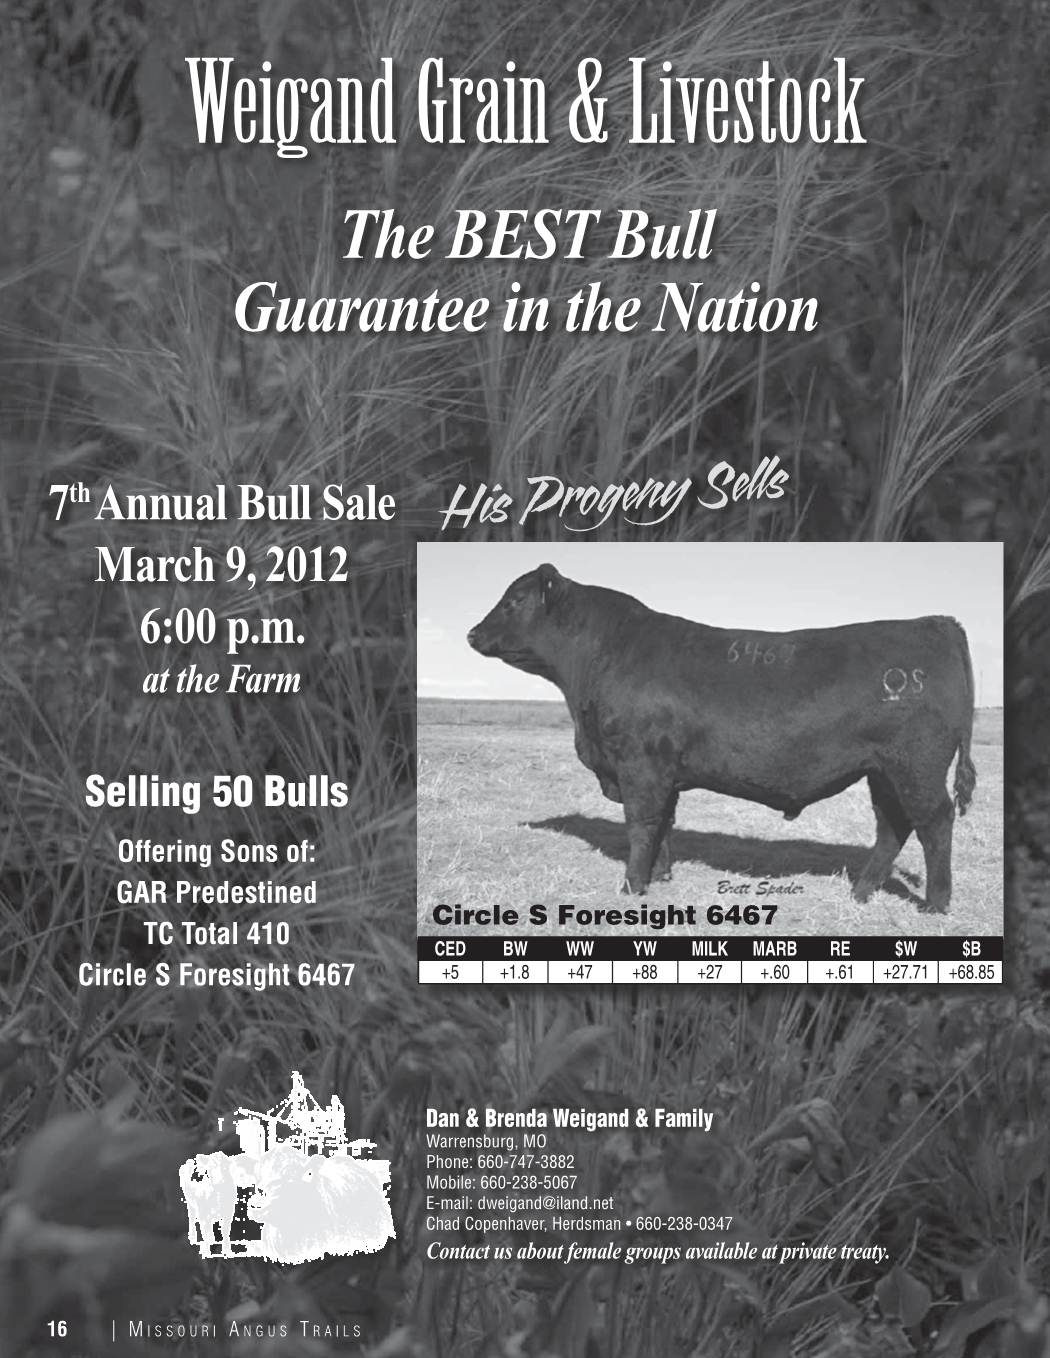 Weigand Grain & Livestock
The BEST Bull
Guarantee in the Nation
7th Annual Bull Sale
March 9, 2012
6:00 p.m.
at the Farm
His Progeny Sells
6467
S
Brett Spader
Circle S Foresight 6467
CED BW WW YW MILK MARB RE $W $B
+5 +1.8 +47 +88 +27 +.60 +.61 +27.71 +68.85
Selling 50 Bulls
Offering Sons of:
GAR Predestined
TC Total 410
Circle S Foresight 6467
Dan & Brenda Weigand & Family
Warrensburg, MO
Phone: 660-747-3882
Mobile: 660-238-5067
E-mail: dweigand@iland.net
Chad Copenhaver, Herdsman • 660-238-0347
Contact us about female groups available at private treaty.
16 | Missouri Angus Trails